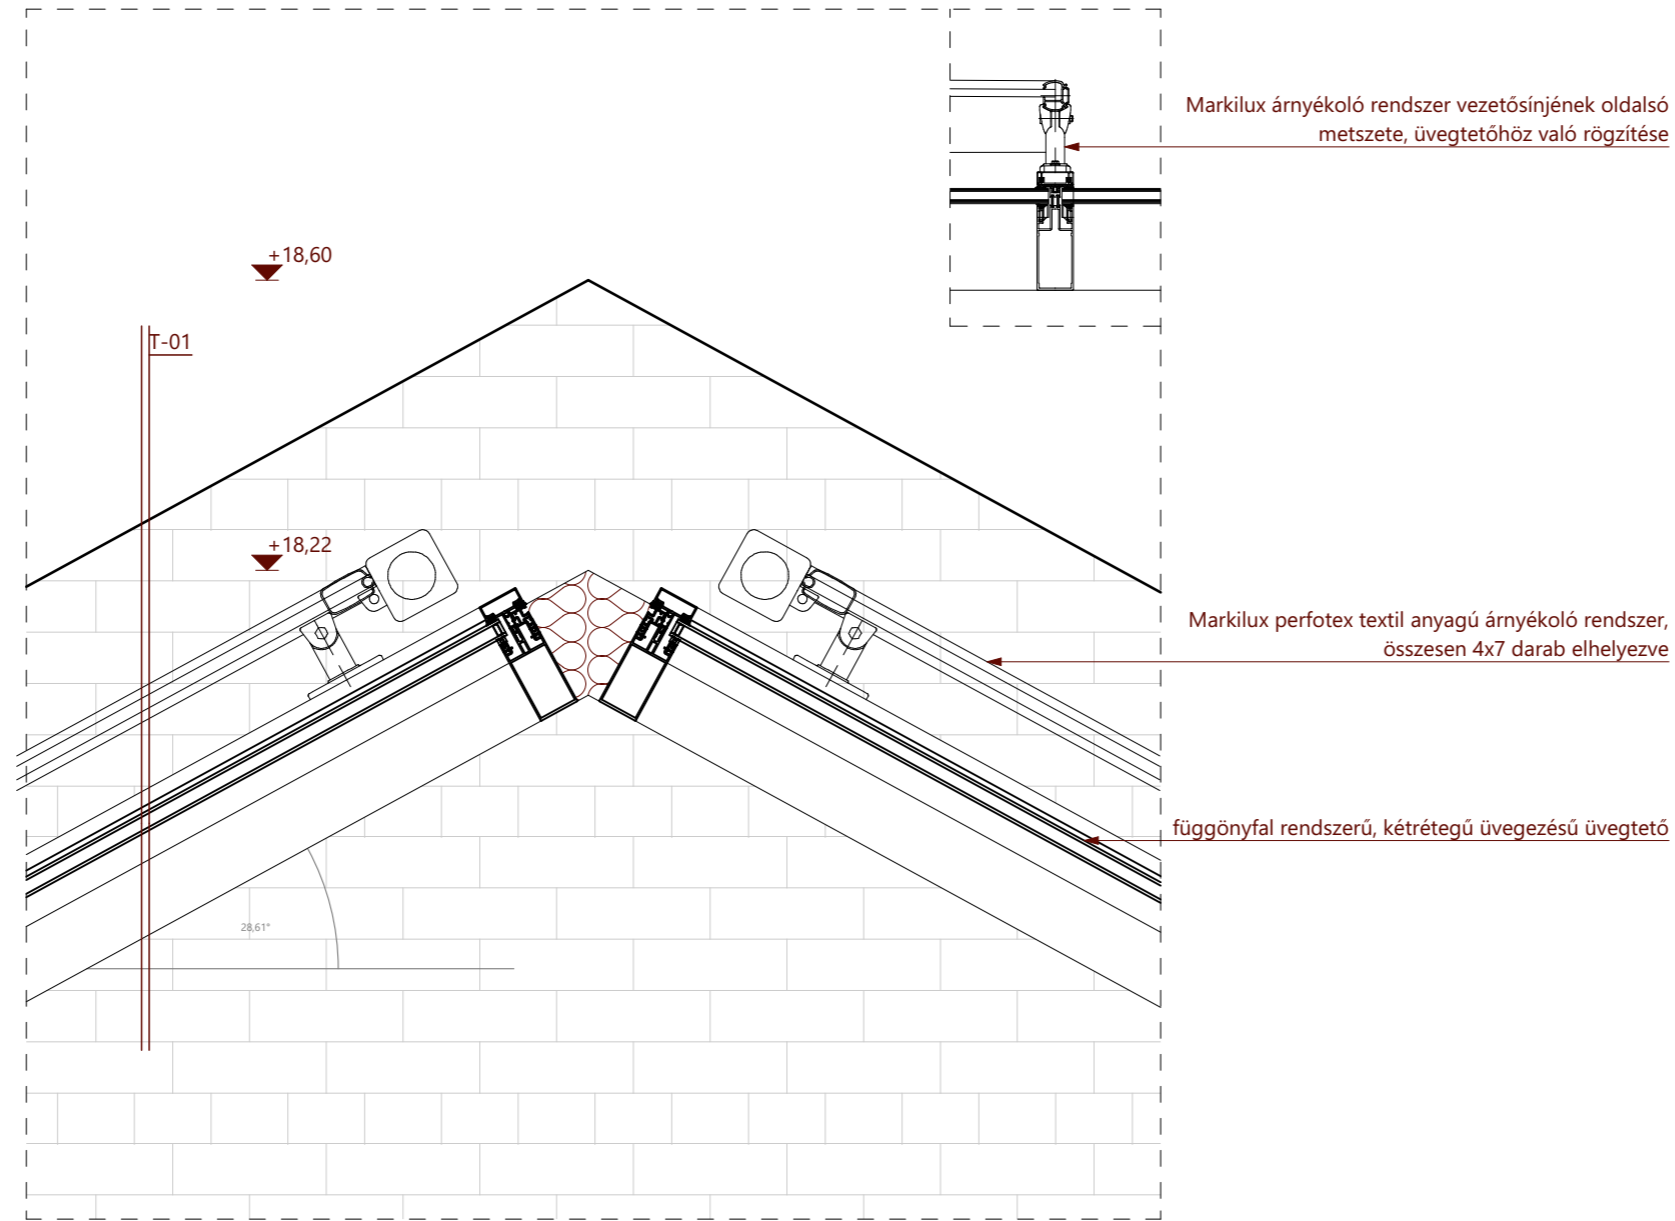 Markilux árnyékoló rendszer vezetősínjének oldalsó
metszete, üvegtetőhöz való rögzítése
+18,60
T-01
+18,22
Markilux perfotex textil anyagú árnyékoló rendszer,
összesen 4x7 darab elhelyezve
függönyfal rendszerű, kétrétegű üvegezésű üvegtető
28,61°